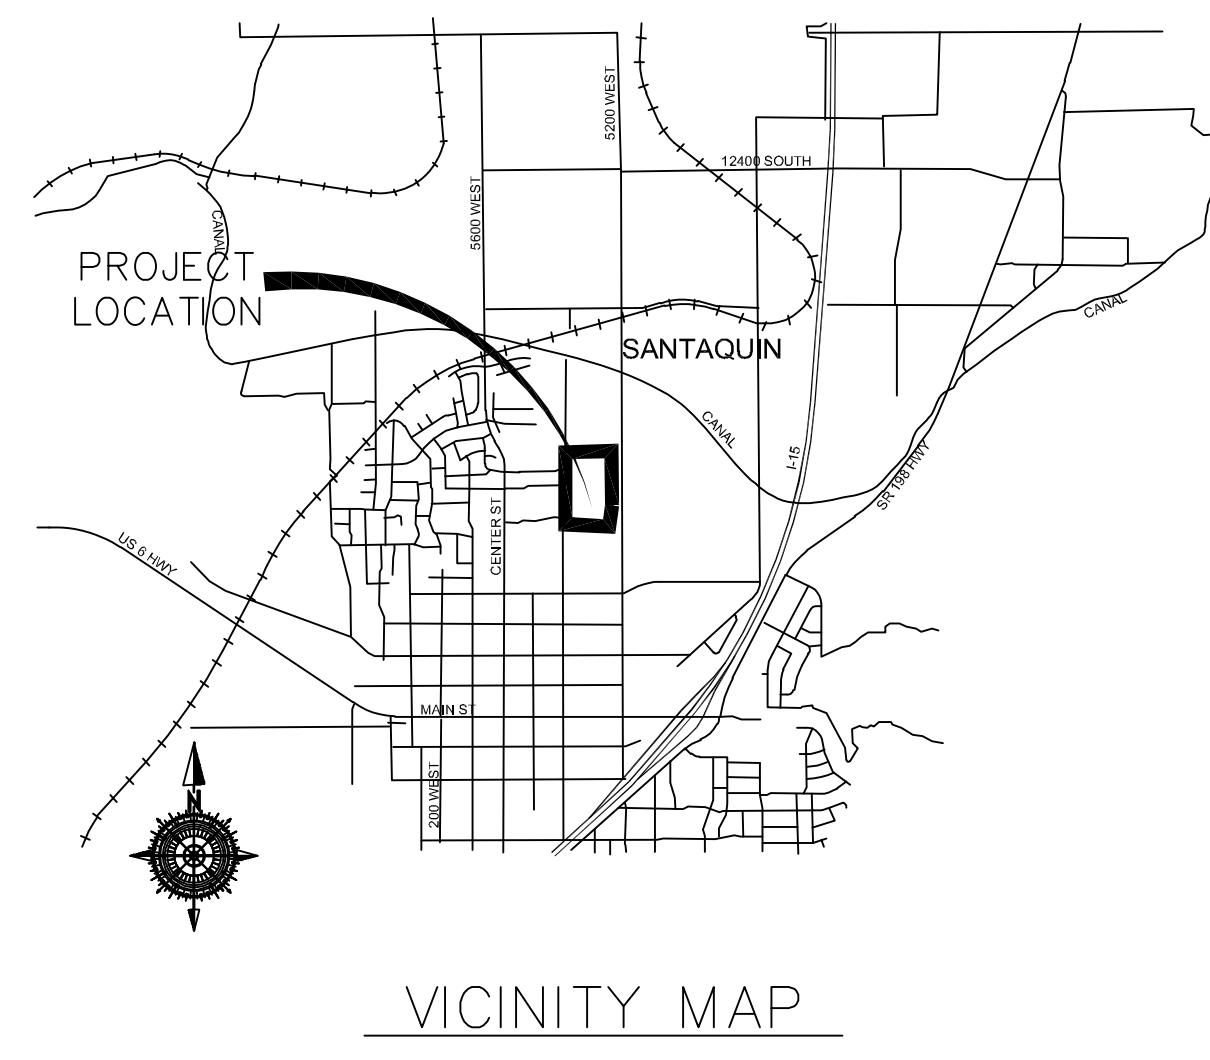 5200 WEST
12400 SOUTH
5600 WEST
CANAL
PROJECT
LOCATION
CANAL
SANTAQUIN
CANAL
I-15
SR 198 HWY
CENTER ST
US 6 HWY
MAIN ST
200 WEST
N
VICINITY MAP